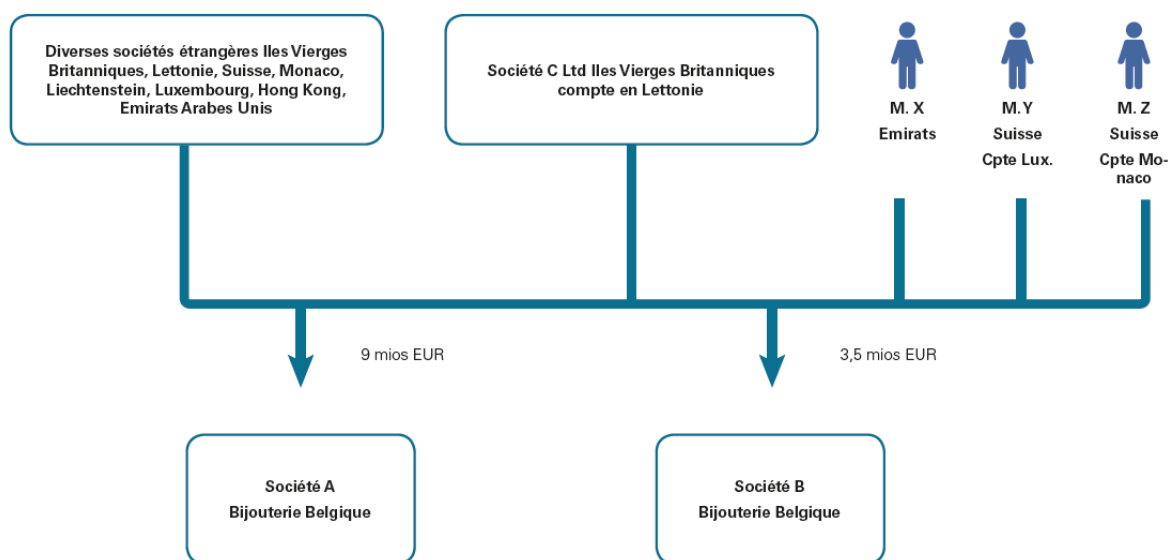 Diverses sociétés étrangères Iles Vierges
Britanniques, Lettonie, Suisse, Monaco,
Liechtenstein, Luxembourg, Hong Kong,
Emirats Arabes Unis
Société C Ltd Iles Vierges Britanniques
compte en Lettonie
M. X
Emirats
M. Y
Suisse
Cpte Lux.
M. Z
Suisse
Cpte Mo-
naco
9 mios EUR
3,5 mios EUR
Société A
Bijouterie Belgique
Société B
Bijouterie Belgique